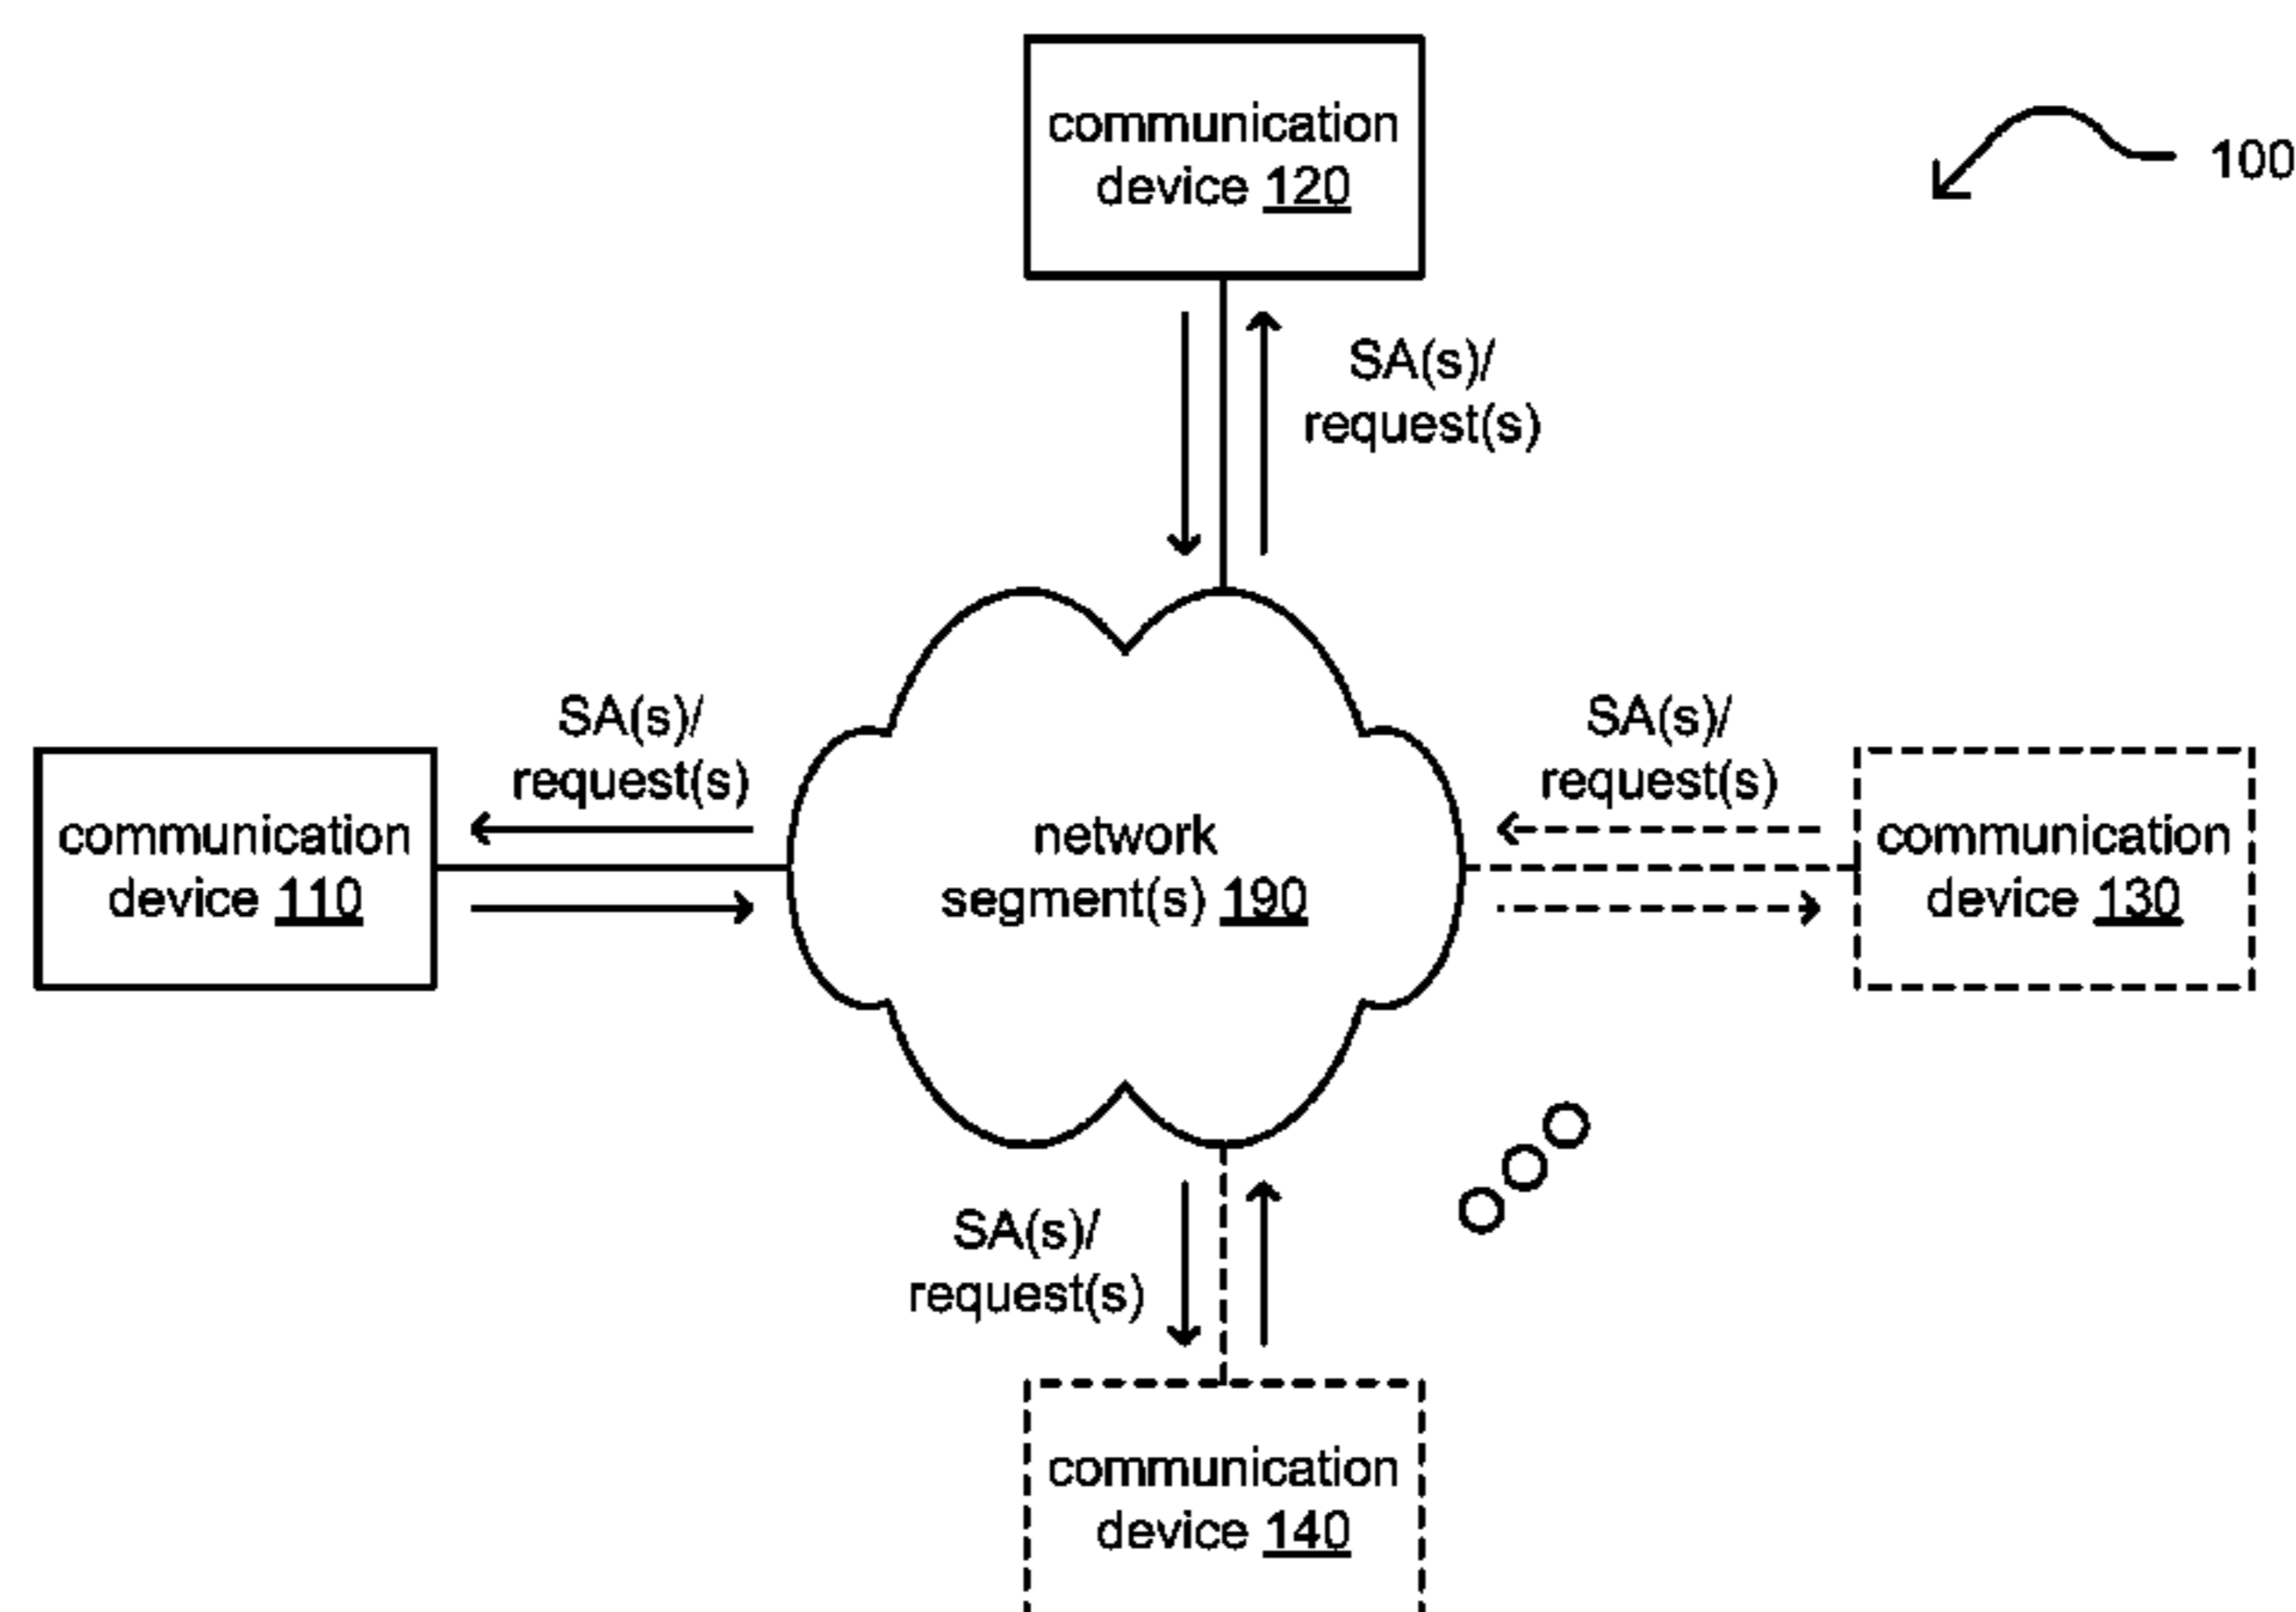 communication
device 120
100
SA(s)/
request(s)
SA(s)/
request(s)
SA(s)/
request(s)
communication
device 110
network
segment(s) 190
communication
device 130
SA(s)/
request(s)
communication
device 140